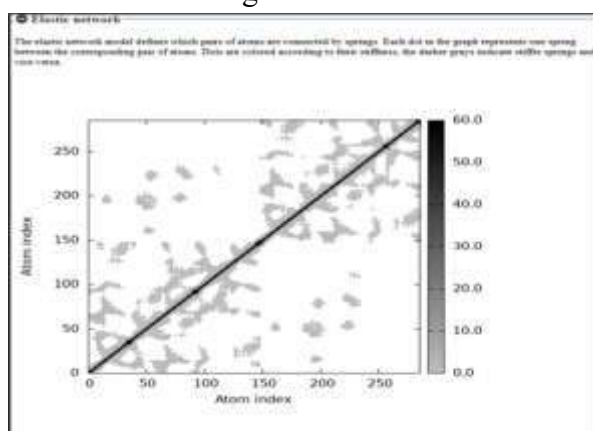 Elastic network
The elastic network model defines which pairs of atoms are connected by springs. Each dot in the graph represents one spring
between the corresponding pair of atoms. Dots are colored according to their stiffness, the darker grays indicate stiffer springs and
vice versa.
60.0
250
50.0
200
40.0
150
30.0
100
20.0
50
10.0
0
0.0
0 50 100 150 200 250
Atom index
Atom index